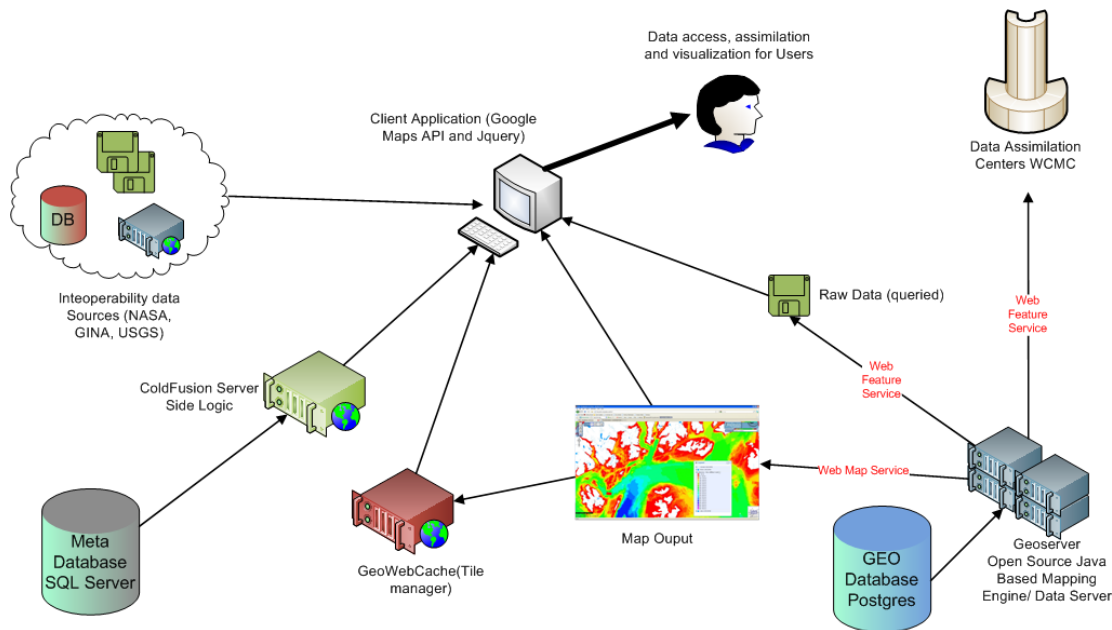 Data access, assimilation
and visualization for Users
Client Application (Google
Maps API and Jquery)
Data Assimilation
Centers WCMC
DB
Inteoperability data
Sources (NASA,
GINA, USGS)
Raw Data (queried)
Web
Feature
Service
Web
Feature
Service
ColdFusion Server
Side Logic
Web Map Service
Meta
Database
SQL Server
GeoWebCache(Tile
manager)
Map Ouput
GEO
Database
Postgres
Geoserver
Open Source Java
Based Mapping
Engine/ Data Server